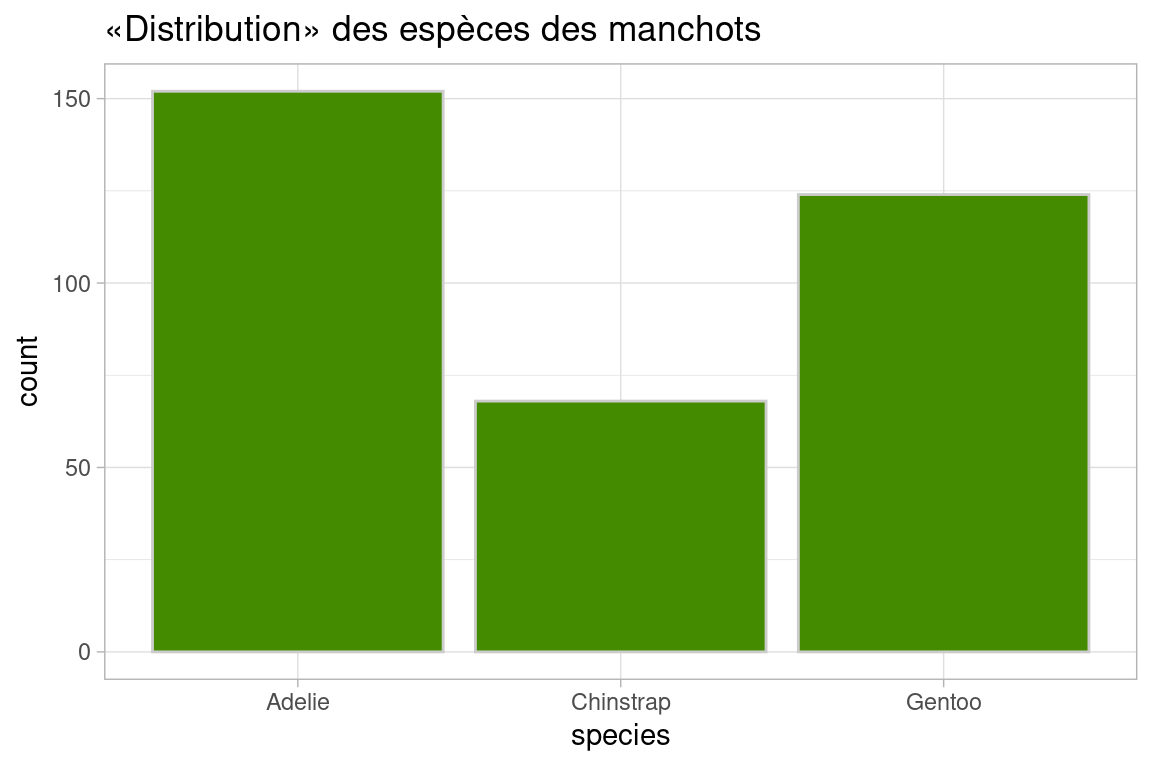 «Distribution» des espèces des manchots
150
100
50
0
count
Adelie Chinstrap Gentoo
species